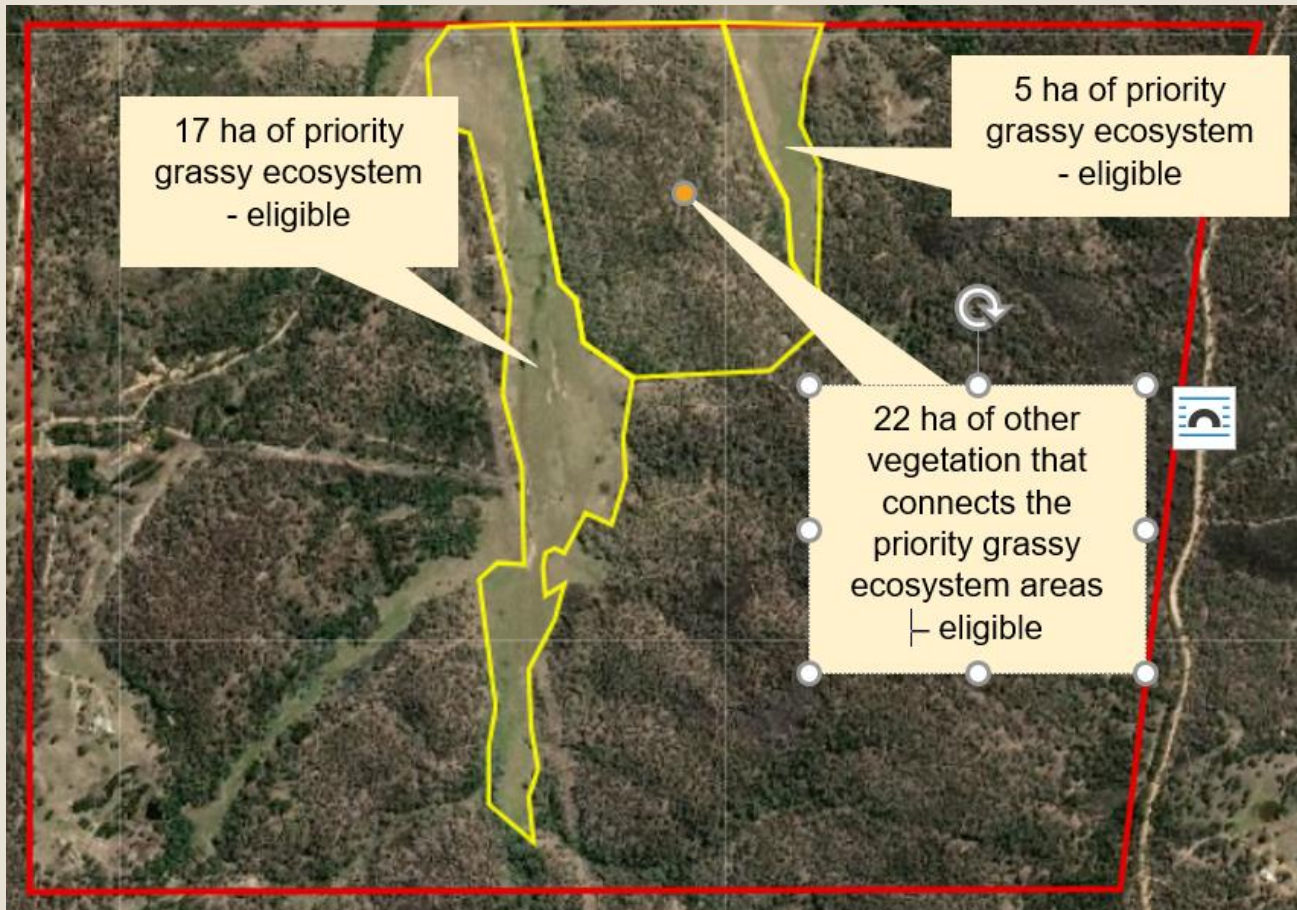 17 ha of priority
grassy ecosystem
- eligible
5 ha of priority
grassy ecosystem
- eligible
22 ha of other
vegetation that
connects the
priority grassy
ecosystem areas
– eligible